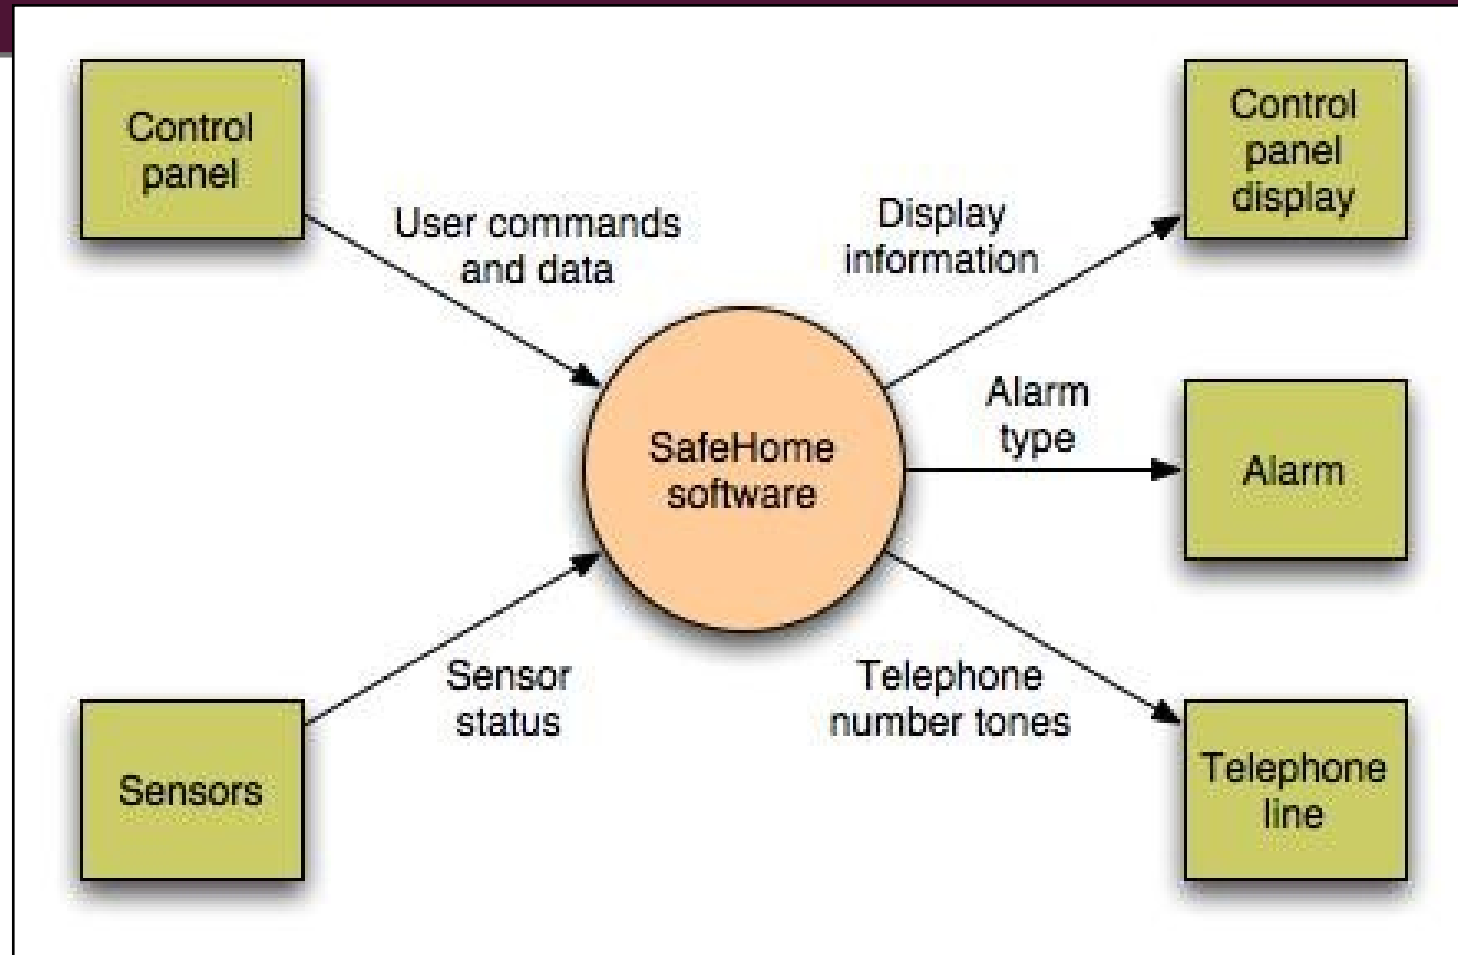 Control
panel
User commands
and data
Display
information
Control
panel
display
SafeHome
software
Alarm
type
Alarm
Sensor
status
Sensors
Telephone
number tones
Telephone
line